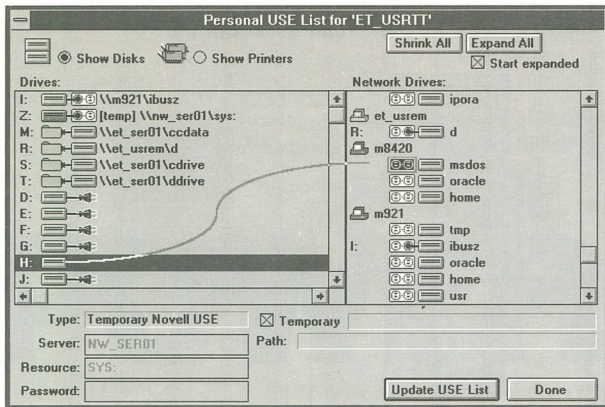 Personal USE List for 'ET_USRTT'
Show Disks
Show Printers
Shrink All
Expand All
Start expanded
Drives:
I: \\m921\ibusz
Z: [temp] \\nw_ser01\sys:
M: \\et_ser01\ccdata
R: \\et_usrem\d
S: \\et_ser01\cdrive
T: \\et_ser01\ddrive
D:
E:
F:
G:
H:
J:
Network Drives:
ipora
et_usrem
R: d
m8420
msdos
oracle
home
m921
tmp
I: ibusz
oracle
home
usr
Type: Temporary Novell USE
Temporary
Server: NW_SER01
Path:
Resource: SYS:
Password:
Update USE List
Done